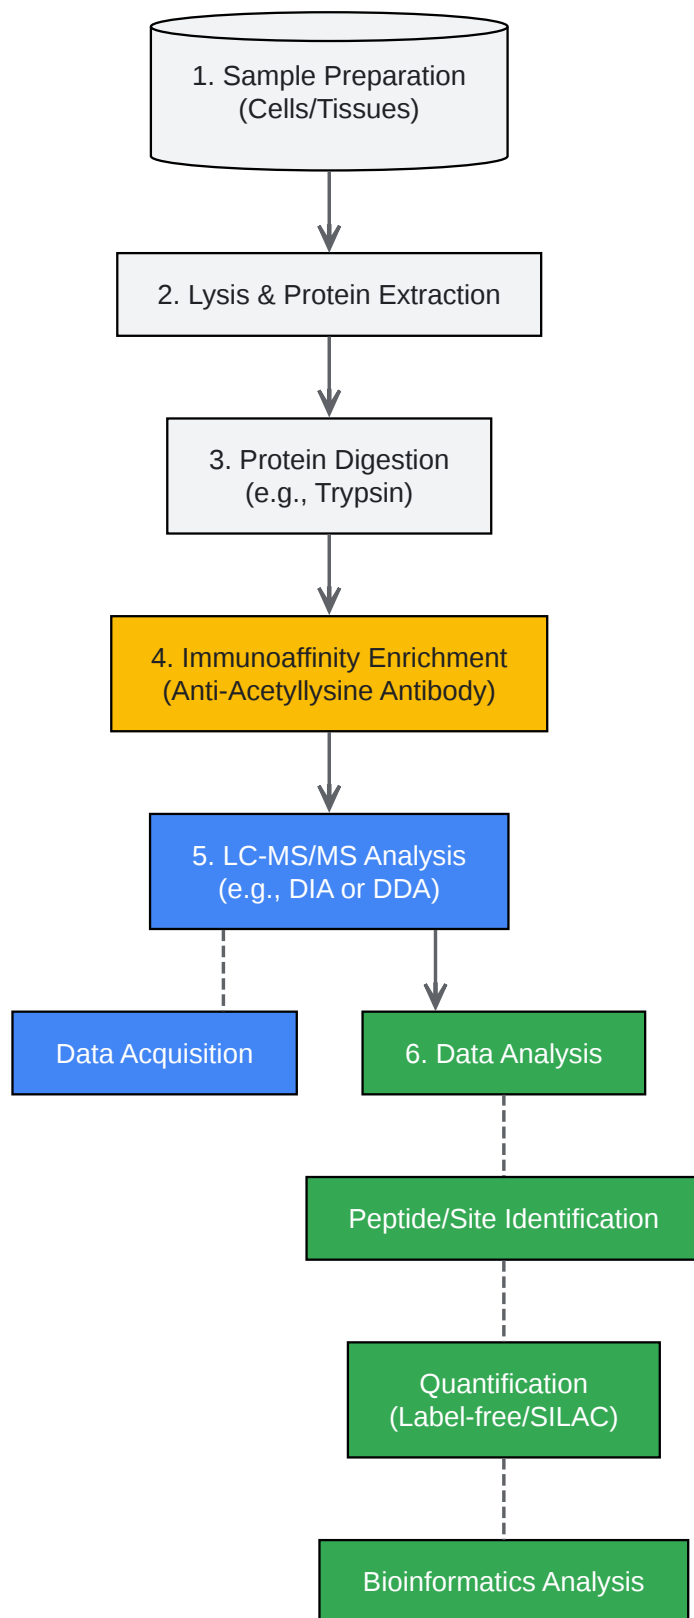 1. Sample Preparation
(Cells/Tissues)
2. Lysis & Protein Extraction
3. Protein Digestion
(e.g., Trypsin)
4. Immunoaffinity Enrichment
(Anti-Acetyllysine Antibody)
5. LC-MS/MS Analysis
(e.g., DIA or DDA)
Data Acquisition
6. Data Analysis
Peptide/Site Identification
Quantification
(Label-free/SILAC)
Bioinformatics Analysis